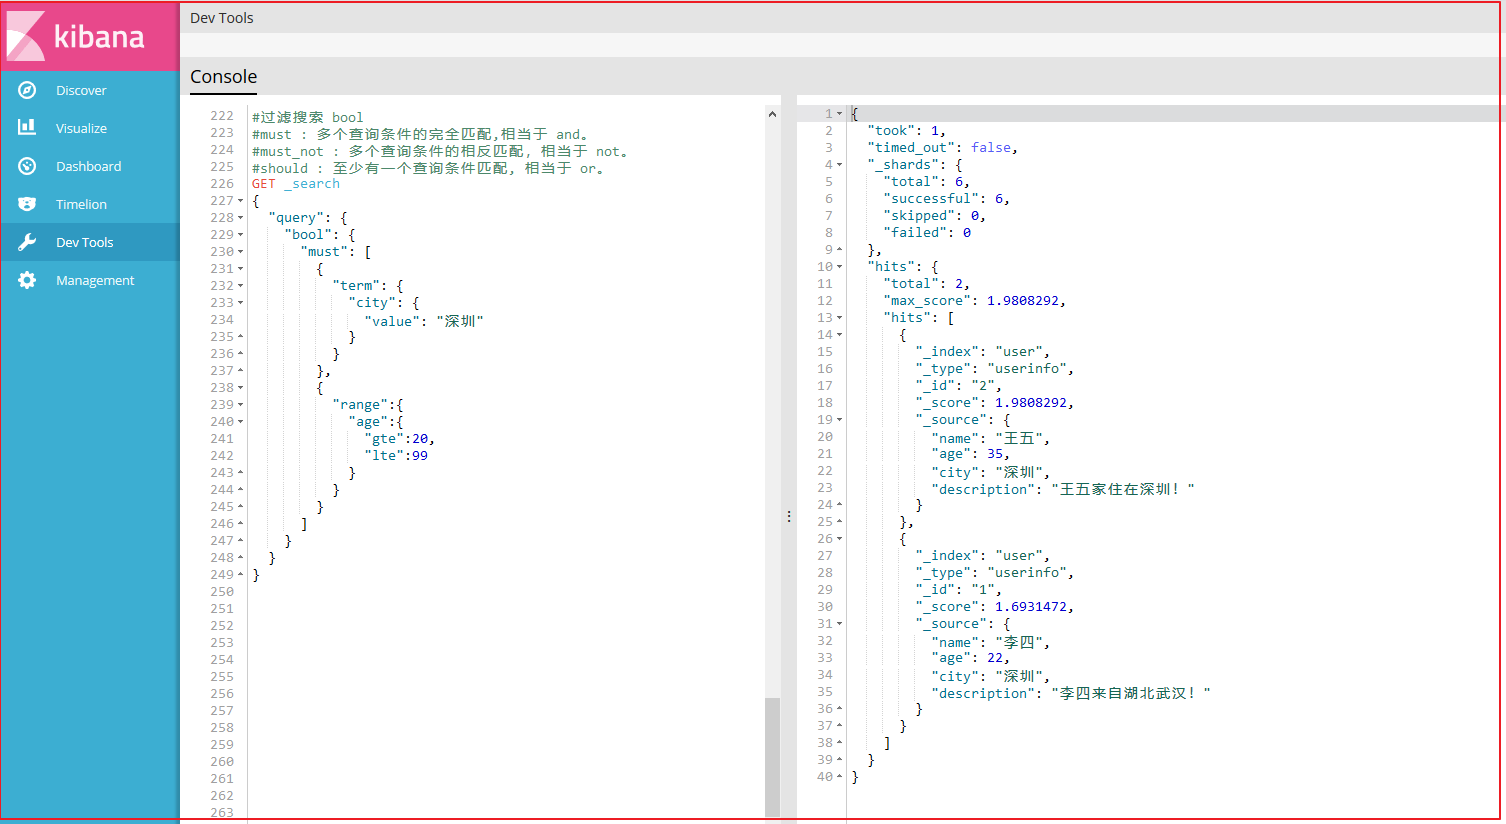 kibana
Discover
Visualize
Dashboard
Timelion
Dev Tools
Management
Dev Tools
Console
222 #过滤搜索 bool
223 #must : 多个查询条件的完全匹配,相当于 and。
224 #must_not : 多个查询条件的相反匹配, 相当于 not。
225 #should : 至少有一个查询条件匹配, 相当于 or。
226 GET _search
227 {
228 "query": {
229 "bool": {
230 "must": [
231 {
232 "term": {
233 "city": {
234 "value": "深圳"
235 }
236 }
237 },
238 {
239 "range":{
240 "age":{
241 "gte":20,
242 "lte":99
243 }
244 }
245 }
246 ]
247 }
248 }
249 }
250
251
252
253
254
255
256
257
258
259
260
261
262
263
1 {
2 "took": 1,
3 "timed_out": false,
4 "_shards": {
5 "total": 6,
6 "successful": 6,
7 "skipped": 0,
8 "failed": 0
9 },
10 "hits": {
11 "total": 2,
12 "max_score": 1.9808292,
13 "hits": [
14 {
15 "_index": "user",
16 "_type": "userinfo",
17 "_id": "2",
18 "_score": 1.9808292,
19 "_source": {
20 "name": "王五",
21 "age": 35,
22 "city": "深圳",
23 "description": "王五家住在深圳！"
24 }
25 },
26 {
27 "_index": "user",
28 "_type": "userinfo",
29 "_id": "1",
30 "_score": 1.6931472,
31 "_source": {
32 "name": "李四",
33 "age": 22,
34 "city": "深圳",
35 "description": "李四来自湖北武汉！"
36 }
37 }
38 ]
39 }
40 }